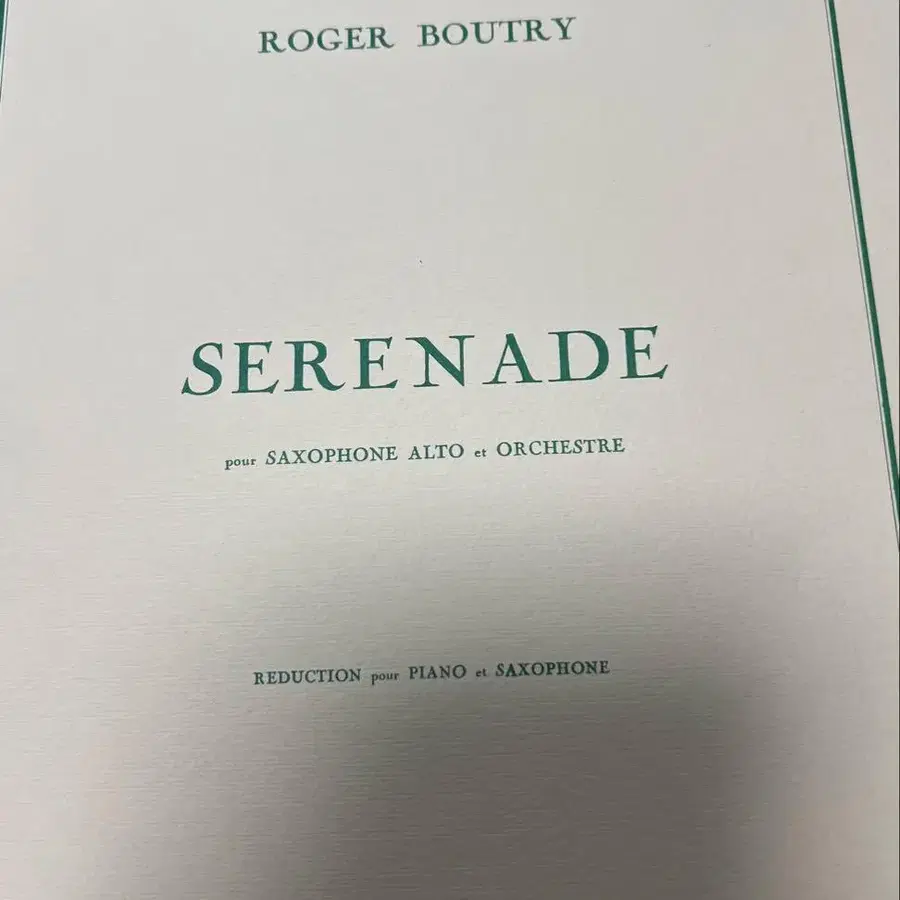 ROGER BOUTRY
SERENADE
pour SAXOPHONE ALTO et ORCHESTRE
REDUCTION pour PIANO et SAXOPHONE